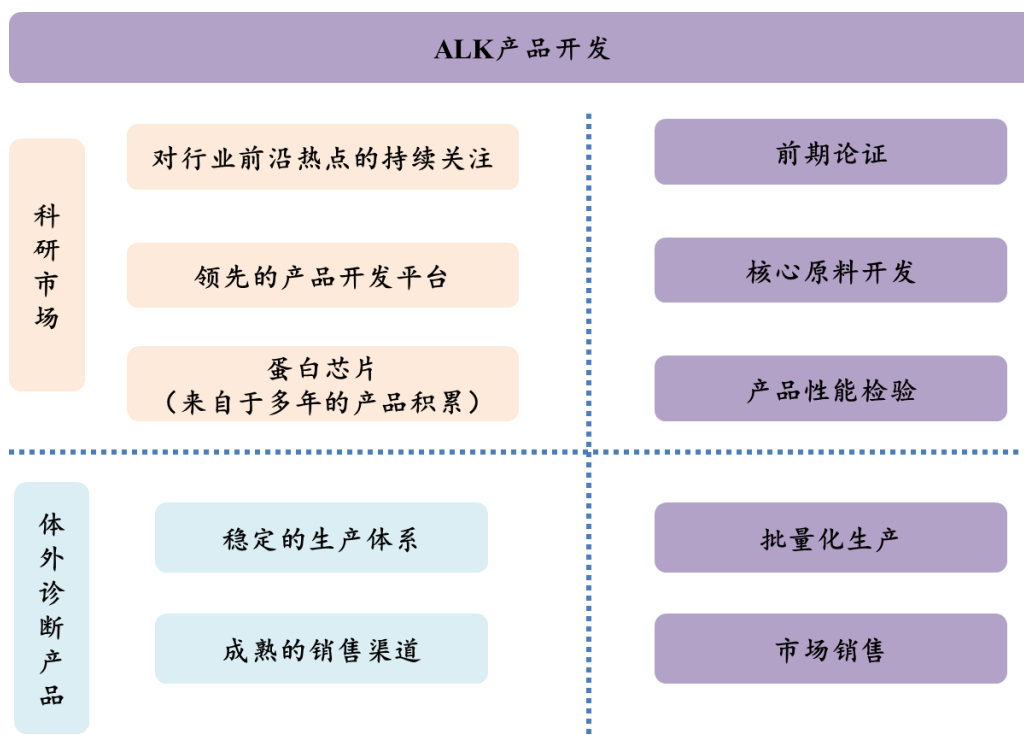 ALK产品开发
科研市场
对行业前沿热点的持续关注
前期论证
领先的产品开发平台
核心原料开发
蛋白芯片
（来自于多年的产品积累）
产品性能检验
体外诊断产品
稳定的生产体系
批量化生产
成熟的销售渠道
市场销售